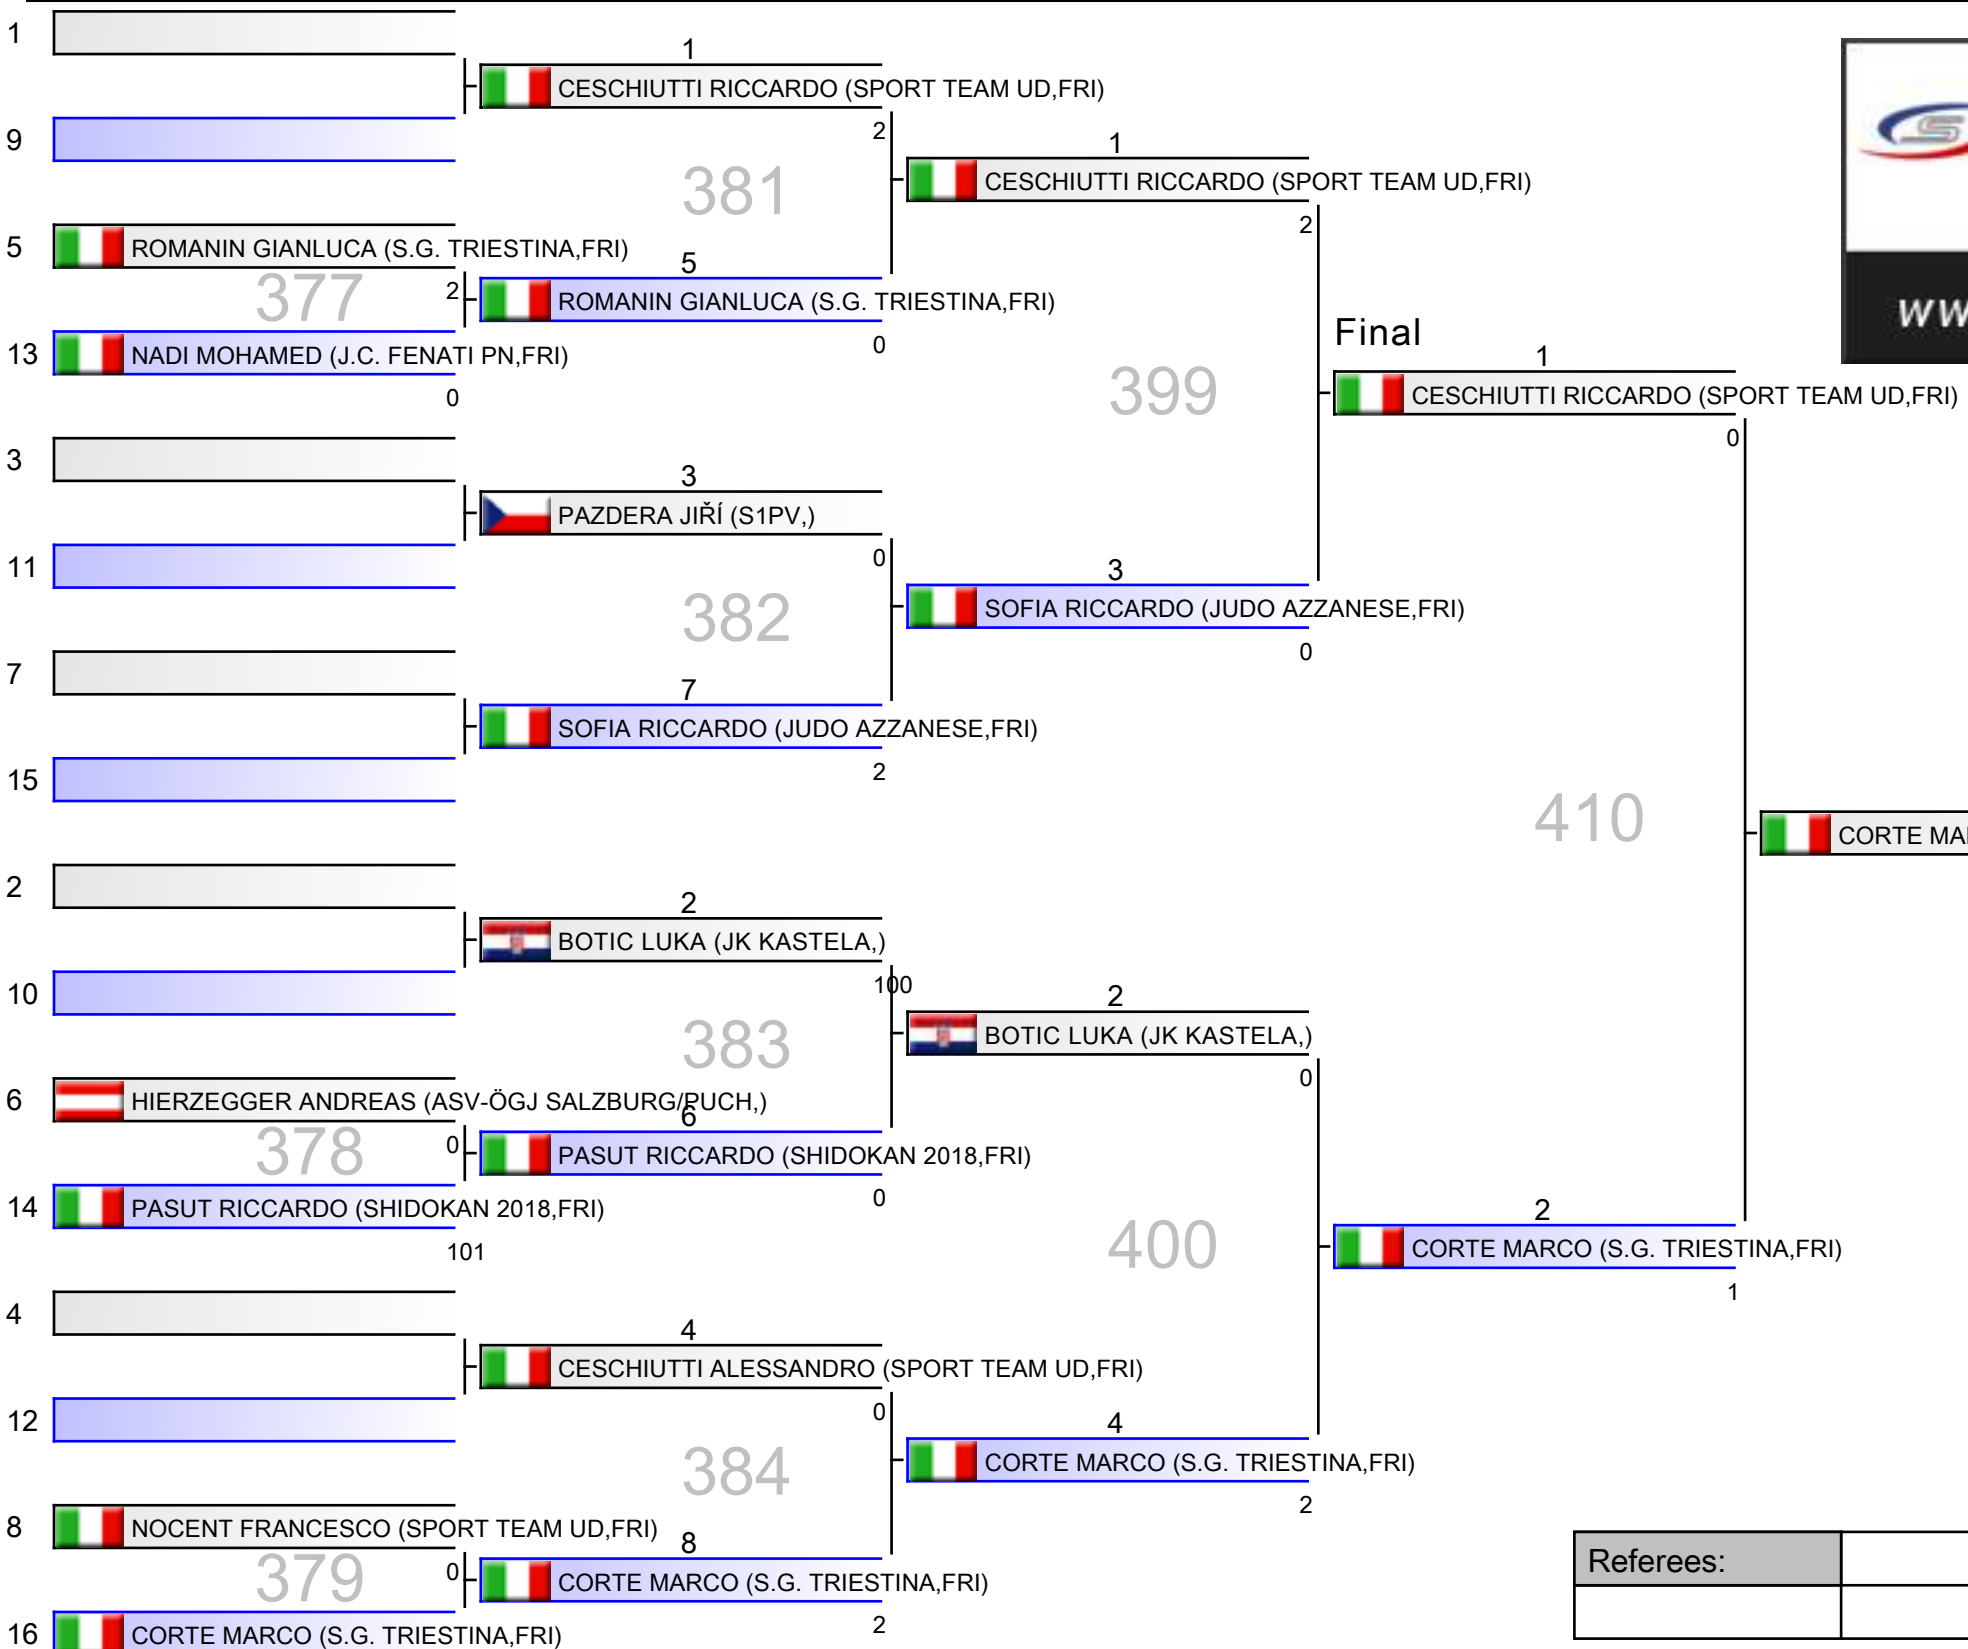 1
1
CESCHIUTTI RICCARDO (SPORT TEAM UD,FRI)
9
2
1
381
CESCHIUTTI RICCARDO (SPORT TEAM UD,FRI)
2
5
ROMANIN GIANLUCA (S.G. TRIESTINA,FRI)
5
377
2
ROMANIN GIANLUCA (S.G. TRIESTINA,FRI)
0
13
NADI MOHAMED (J.C. FENATI PN,FRI)
0
Final
1
399
CESCHIUTTI RICCARDO (SPORT TEAM UD,FRI)
0
3
3
PAZDERA JIŘÍ (S1PV,)
0
11
3
382
SOFIA RICCARDO (JUDO AZZANESE,FRI)
0
7
7
SOFIA RICCARDO (JUDO AZZANESE,FRI)
2
15
410
CORTE
2
2
BOTIC LUKA (JK KASTELA,)
100
10
2
383
BOTIC LUKA (JK KASTELA,)
0
6
HIERZEGGER ANDREAS (ASV-ÖGJ SALZBURG/PUCH,)
6
378
0
PASUT RICCARDO (SHIDOKAN 2018,FRI)
0
14
PASUT RICCARDO (SHIDOKAN 2018,FRI)
101
400
2
CORTE MARCO (S.G. TRIESTINA,FRI)
1
4
4
CESCHIUTTI ALESSANDRO (SPORT TEAM UD,FRI)
0
12
4
384
CORTE MARCO (S.G. TRIESTINA,FRI)
2
8
NOCENT FRANCESCO (SPORT TEAM UD,FRI)
8
379
0
CORTE MARCO (S.G. TRIESTINA,FRI)
2
16
CORTE MARCO (S.G. TRIESTINA,FRI)
Referees: